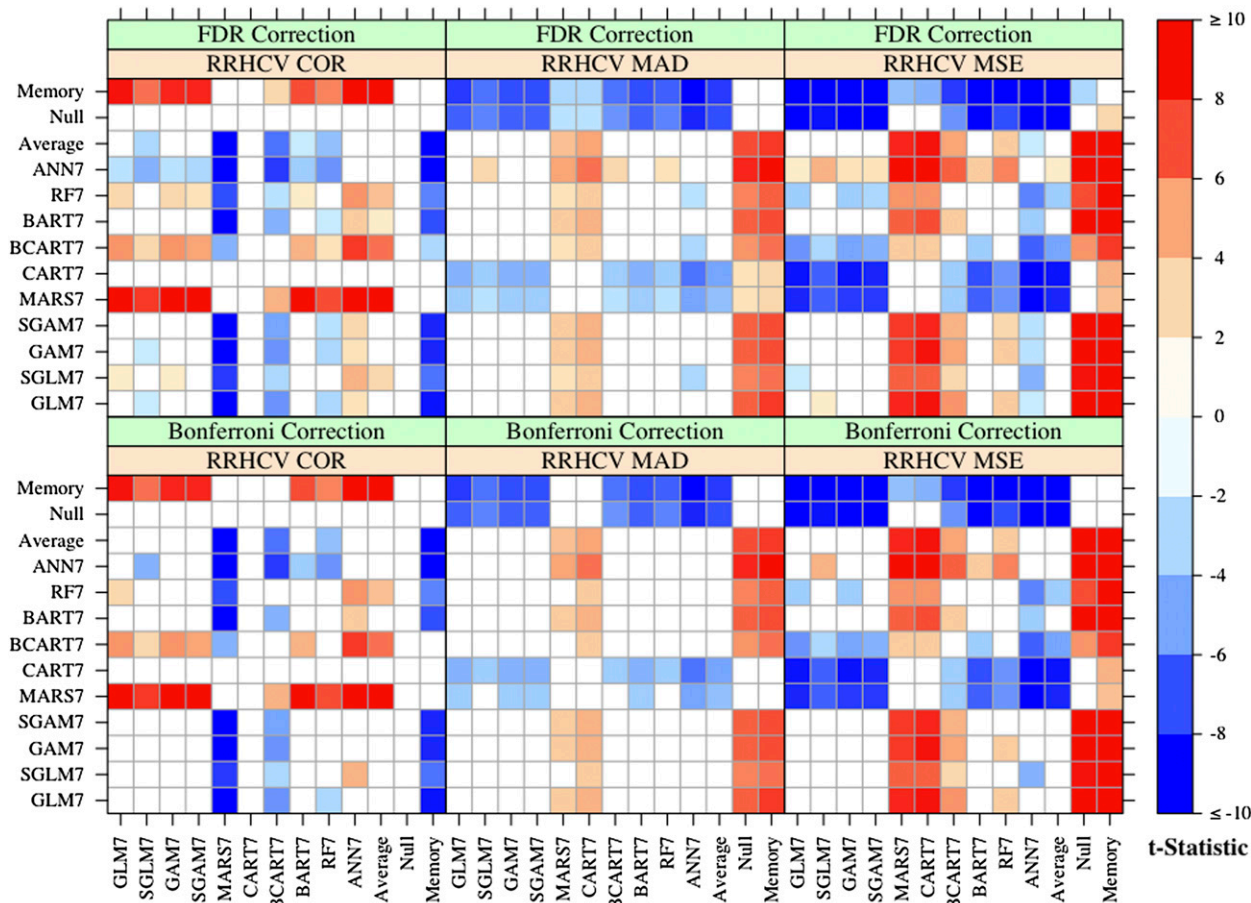 FDR Correction FDR Correction FDR Correction
RRHCV COR RRHCV MAD RRHCV MSE
Memory
Null
Average
ANN7
RF7
BART7
BCART7
CART7
MARS7
SGAM7
GAM7
SGLM7
GLM7
Bonferroni Correction Bonferroni Correction Bonferroni Correction
RRHCV COR RRHCV MAD RRHCV MSE
Memory
Null
Average
ANN7
RF7
BART7
BCART7
CART7
MARS7
SGAM7
GAM7
SGLM7
GLM7
GLM7 SGLM7 GAM7 SGAM7 MARS7 CART7 BCART7 BART7 RF7 ANN7 Average Null Memory GLM7 SGLM7 GAM7 SGAM7 MARS7 CART7 BCART7 BART7 RF7 ANN7 Average Null Memory GLM7 SGLM7 GAM7 SGAM7 MARS7 CART7 BCART7 BART7 RF7 ANN7 Average Null Memory
≥ 10
8
6
4
2
0
-2
-4
-6
-8
≤ -10
t-Statistic